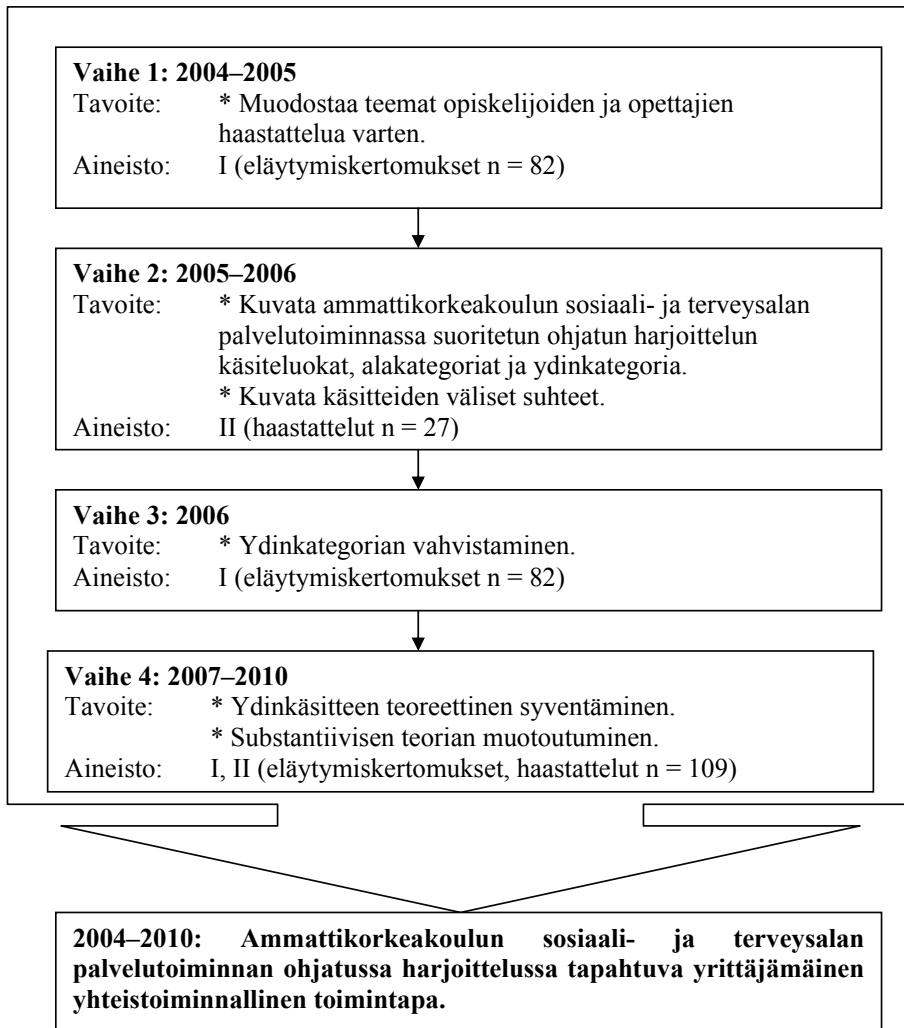 Vaihe 1: 2004–2005
Tavoite: * Muodostaa teemat opiskelijoiden ja opettajien
haastattelua varten.
Aineisto: I (eläytymiskertomukset n = 82)
Vaihe 2: 2005–2006
Tavoite: * Kuvata ammattikorkeakoulun sosiaali- ja terveysalan
palvelutoiminnassa suoritetun ohjatun harjoittelun
käsiteluokat, alakategoriat ja ydinkategoria.
* Kuvata käsitteiden väliset suhteet.
Aineisto: II (haastattelut n = 27)
Vaihe 3: 2006
Tavoite: * Ydinkategorian vahvistaminen.
Aineisto: I (eläytymiskertomukset n = 82)
Vaihe 4: 2007–2010
Tavoite: * Ydinkäsitteen teoreettinen syventäminen.
* Substantiivisen teorian muotoutuminen.
Aineisto: I, II (eläytymiskertomukset, haastattelut n = 109)
2004–2010: Ammattikorkeakoulun sosiaali- ja terveysalan
palvelutoiminnan ohjatussa harjoittelussa tapahtuva yrittäjämäinen
yhteistoiminnallinen toimintapa.